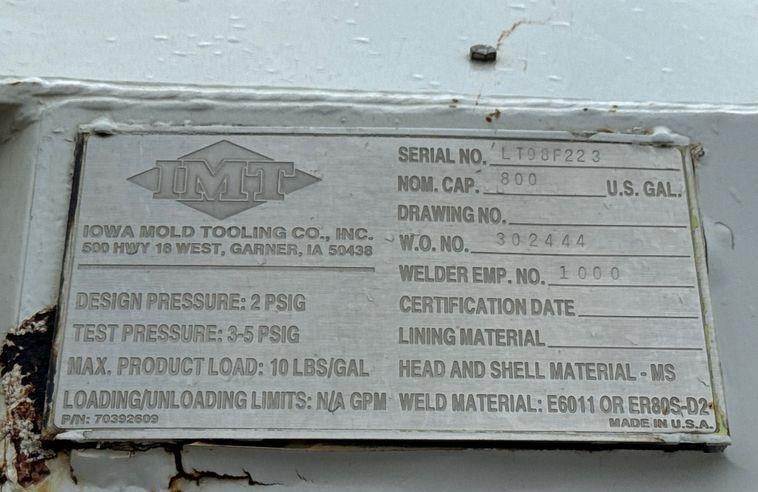 IMT
IOWA MOLD TOOLING CO., INC.
500 HWY 18 WEST, GARNER, IA 50438
DESIGN PRESSURE: 2 PSIG
TEST PRESSURE: 3-5 PSIG
MAX. PRODUCT LOAD: 10 LBS/GAL
LOADING/UNLOADING LIMITS: N/A GPM
P/N: 70392609
SERIAL NO. LT98F223
NOM. CAP. 800 U.S. GAL.
DRAWING NO.
W.O. NO. 302444
WELDER EMP. NO. 1000
CERTIFICATION DATE
LINING MATERIAL
HEAD AND SHELL MATERIAL - MS
WELD MATERIAL: E6011 OR ER80S-D2
MADE IN U.S.A.